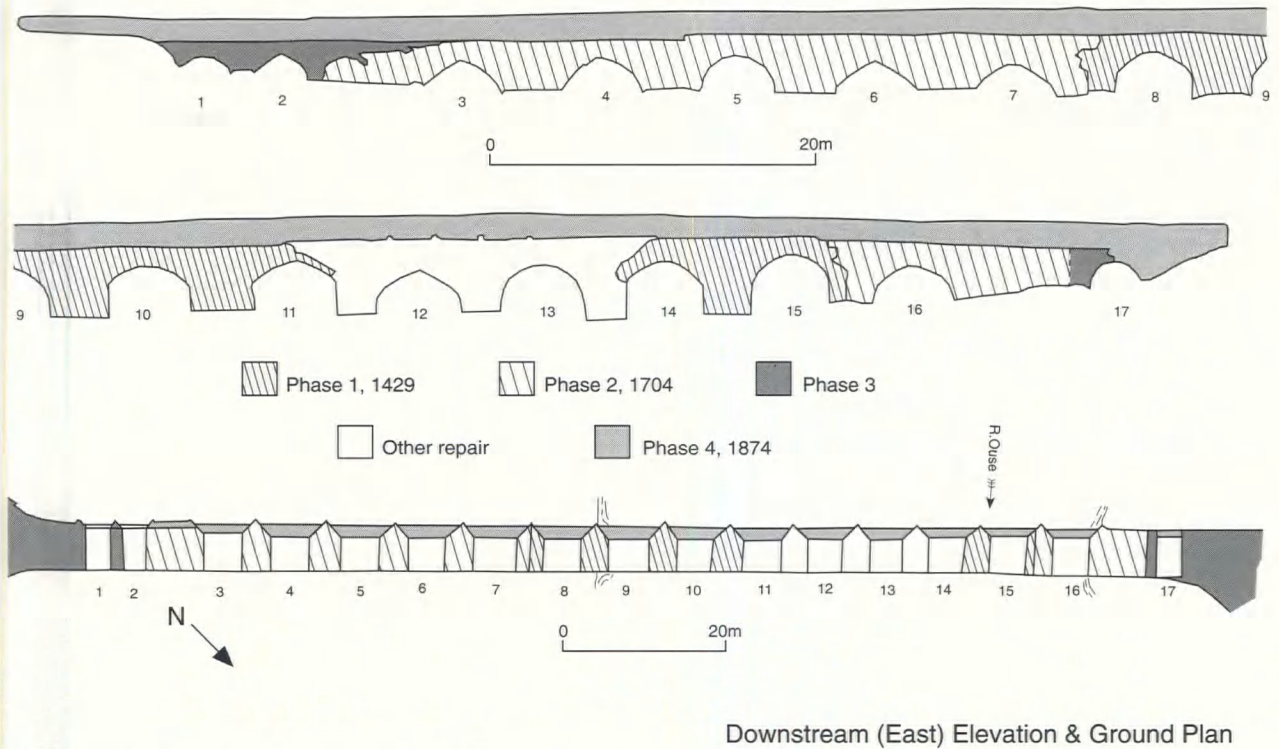 1 2 3 4 5 6 7 8 9
0 20m
9 10 11 12 13 14 15 16 17
Phase 1, 1429 Phase 2, 1704 Phase 3
Other repair Phase 4, 1874
R.Ouse
1 2 3 4 5 6 7 8 9 10 11 12 13 14 15 16 17
N
0 20m
Downstream (East) Elevation & Ground Plan